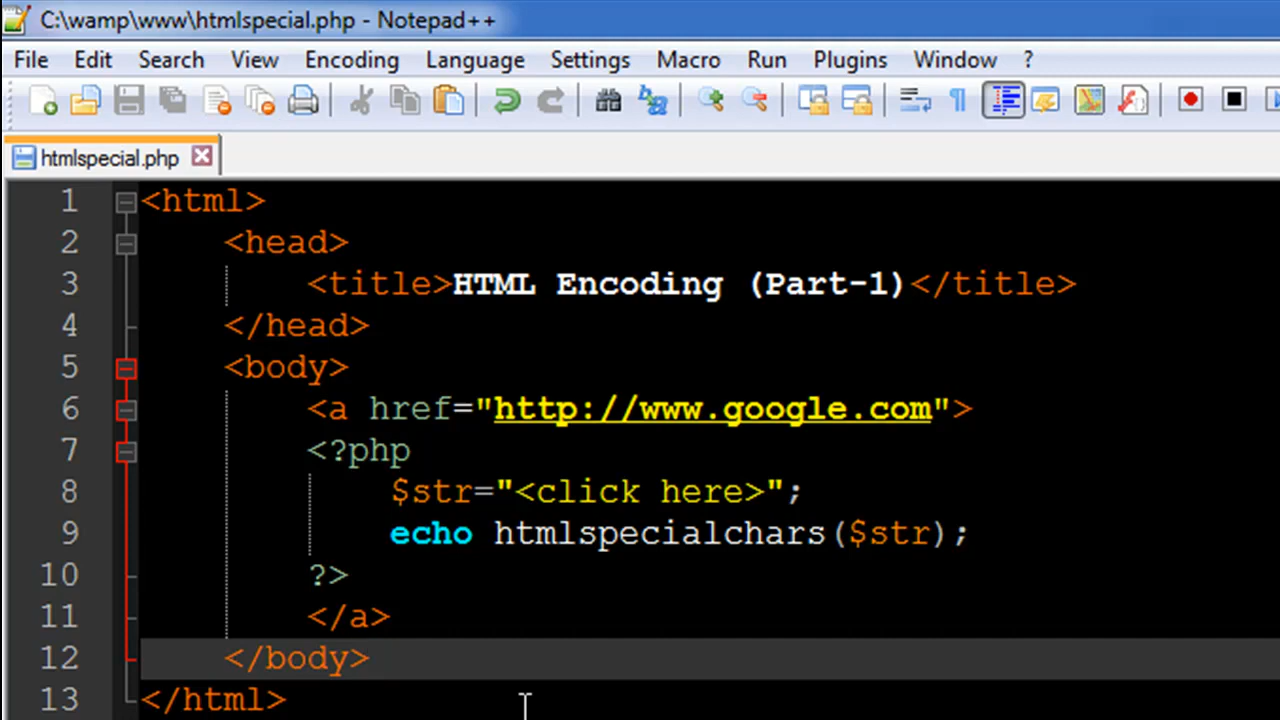 C:\wamp\www\htmlspecial.php - Notepad++
File Edit Search View Encoding Language Settings Macro Run Plugins Window ?
htmlspecial.php
1 <html>
2 <head>
3 <title>HTML Encoding (Part-1)</title>
4 </head>
5 <body>
6 <a href="http://www.google.com">
7 <?php
8 $str="<click here>";
9 echo htmlspecialchars($str);
10 ?>
11 </a>
12 </body>
13 </html>